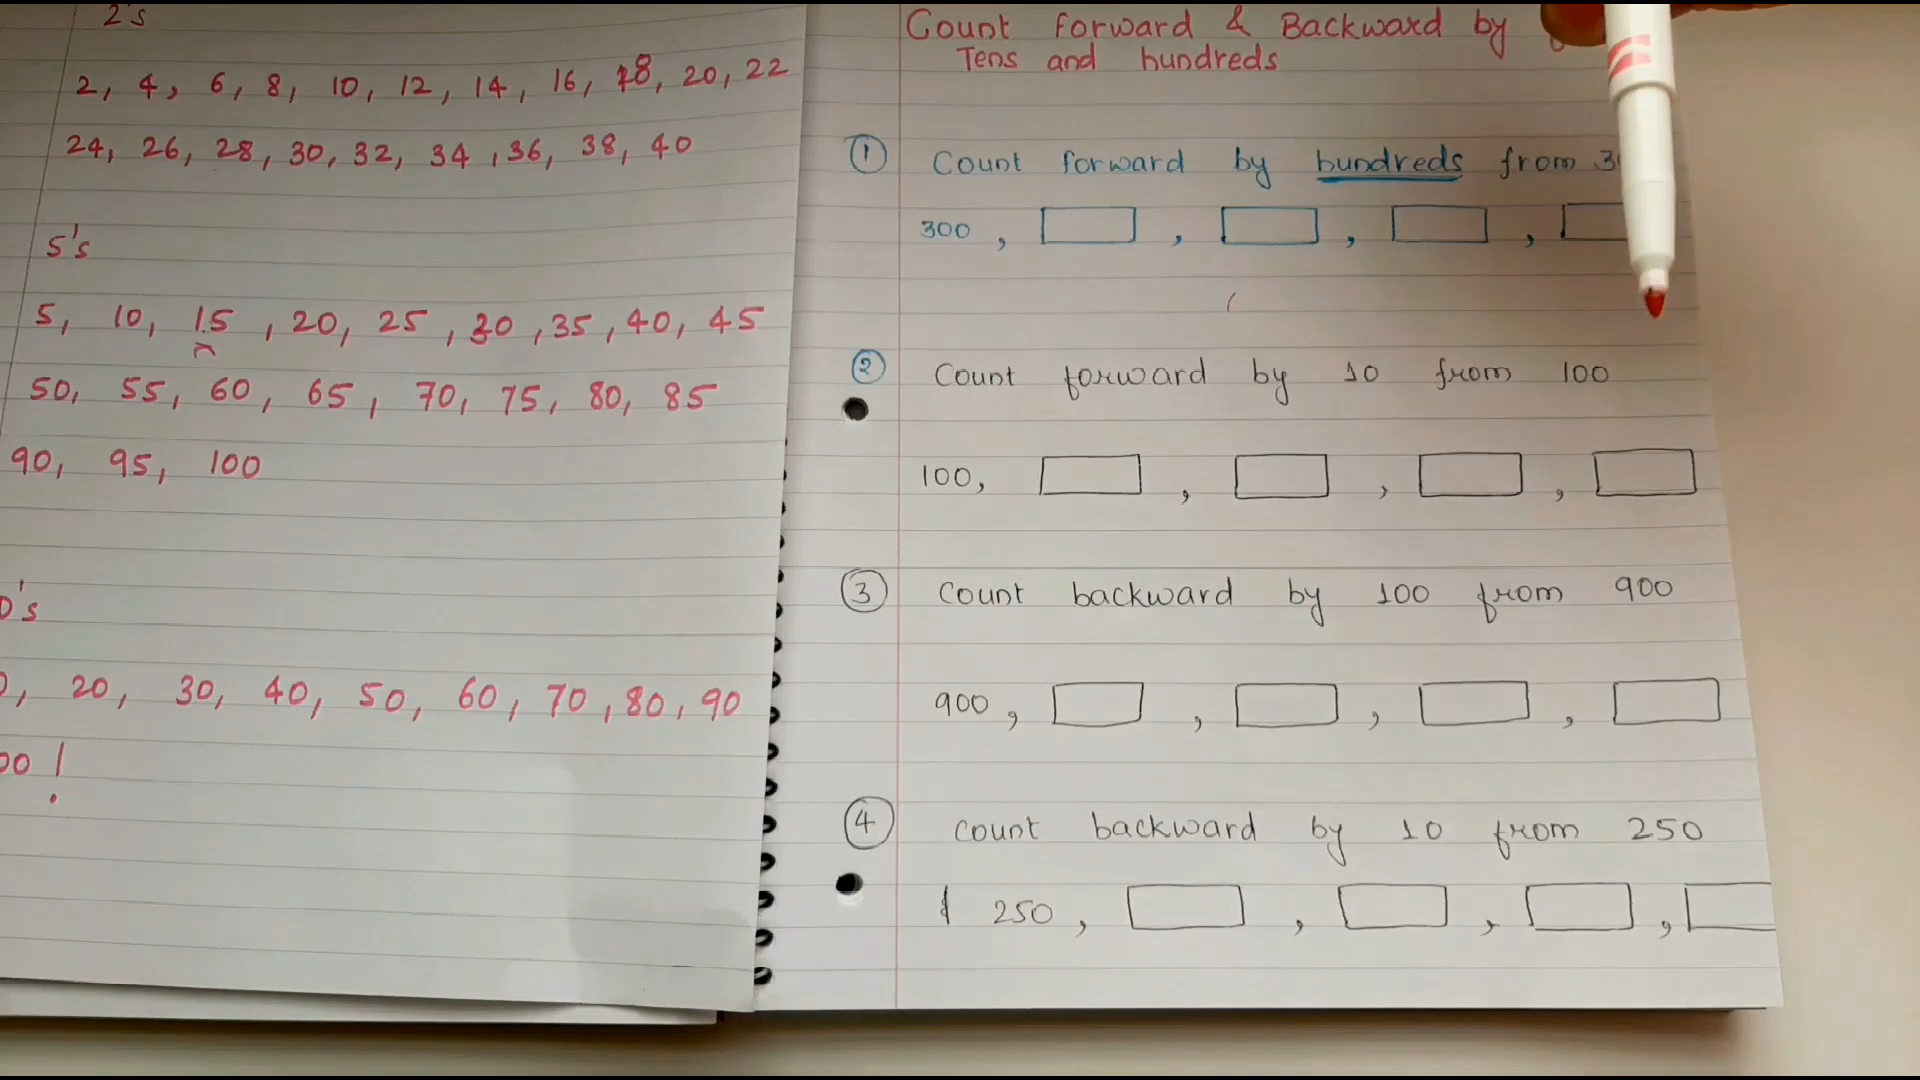 2's
2, 4, 6, 8, 10, 12, 14, 16, 18, 20, 22
24, 26, 28, 30, 32, 34, 36, 38, 40
5's
5, 10, 15, 20, 25, 30, 35, 40, 45
50, 55, 60, 65, 70, 75, 80, 85
90, 95, 100
0's
, 20, 30, 40, 50, 60, 70, 80, 90
00!
Count forward & Backward by
Tens and hundreds
① Count forward by hundreds from 3
300, , , ,
② Count forward by 10 from 100
100, , , ,
③ Count backward by 100 from 900
900, , , ,
④ Count backward by 10 from 250
250, , , ,